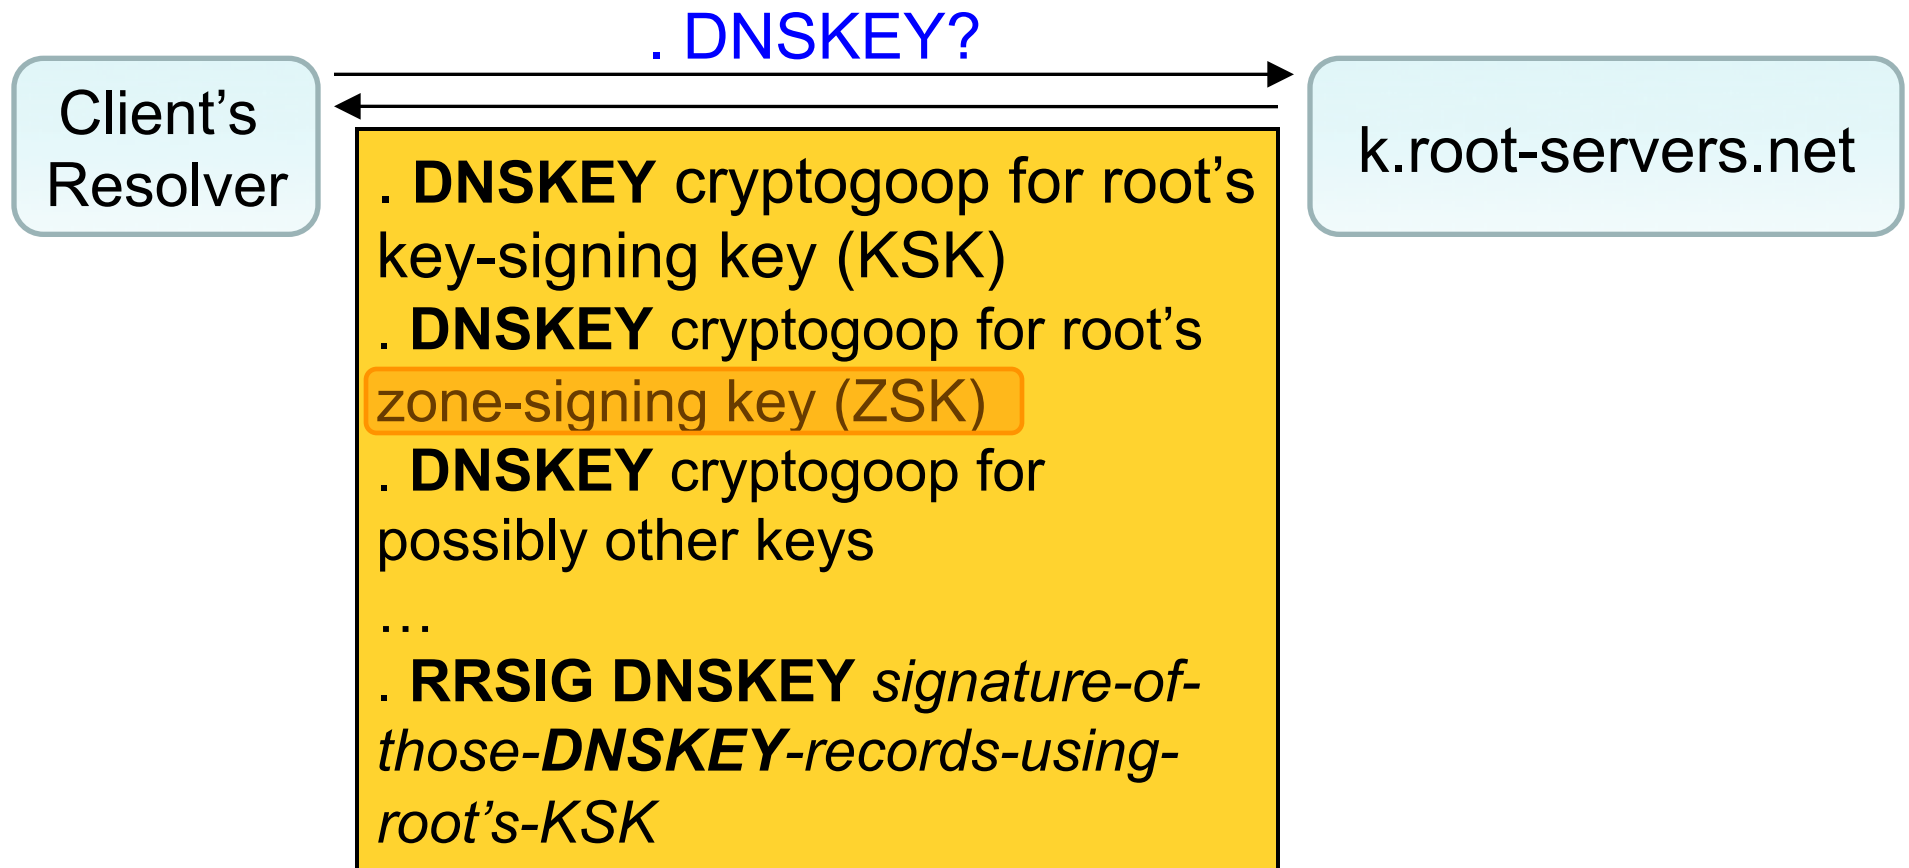 . DNSKEY?
Client’s
Resolver
k.root-servers.net
. DNSKEY cryptogoop for root’s
key-signing key (KSK)
. DNSKEY cryptogoop for root’s
zone-signing key (ZSK)
. DNSKEY cryptogoop for
possibly other keys
…
. RRSIG DNSKEY signature-of-
those-DNSKEY-records-using-
root’s-KSK